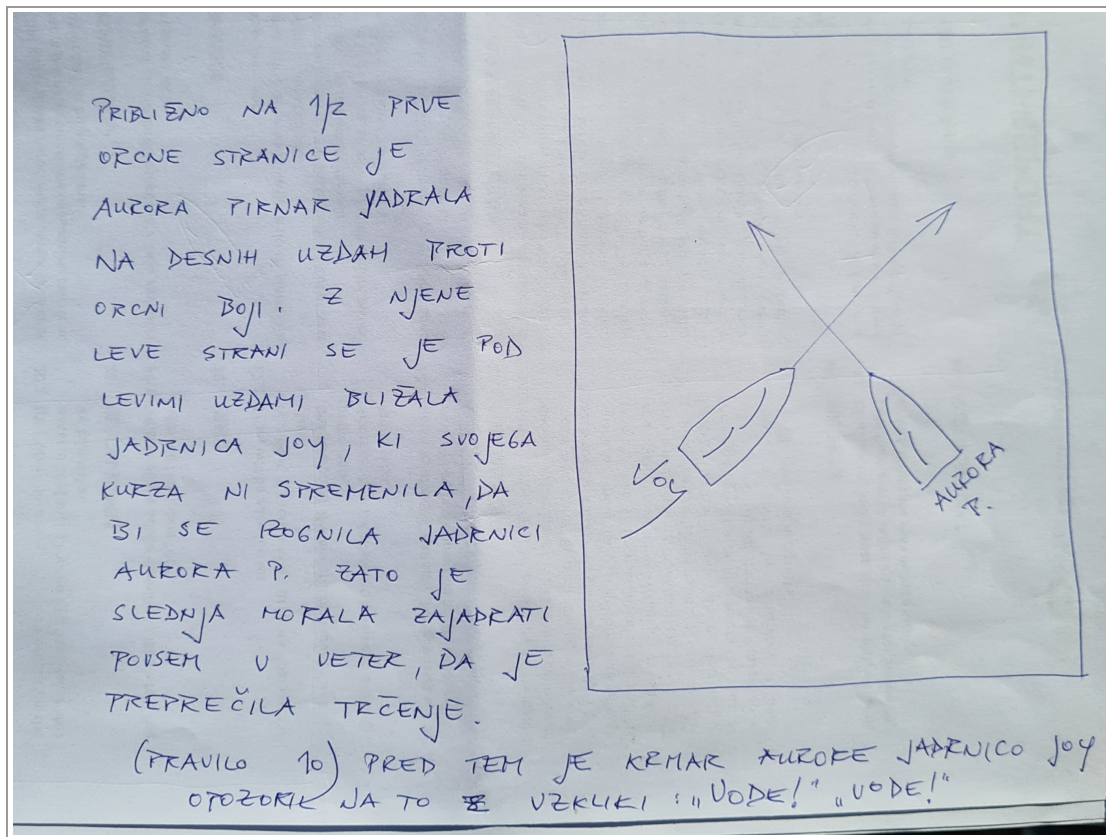 PRIBLIŽNO NA 1/2 PRVE
ORCNE STRANICE JE
AURORA PIRNAR JADRALA
NA DESNIH UZDAH PROTI
ORCNI BOJI. Z NJENE
LEVE STRANI SE JE POD
LEVIMI UZDAMI BLIŽALA
JADRNICA JOY, KI SVOJEGA
KURZA NI SPREMENILA, DA
BI SE IZOGNILA JADRNICI
AURORA P. ZATO JE
SLEDNJA MORALA ZAJADRATI
POVSEM V VETER, DA JE
PREPREČILA TRČENJE.
(PRAVILO 10) PRED TEM JE KRMAR AURORE JADRNICO JOY
OPOZORIL NA TO Z VZKLIKI: „VODE!“ „VODE!“
JOY
AURORA
P.